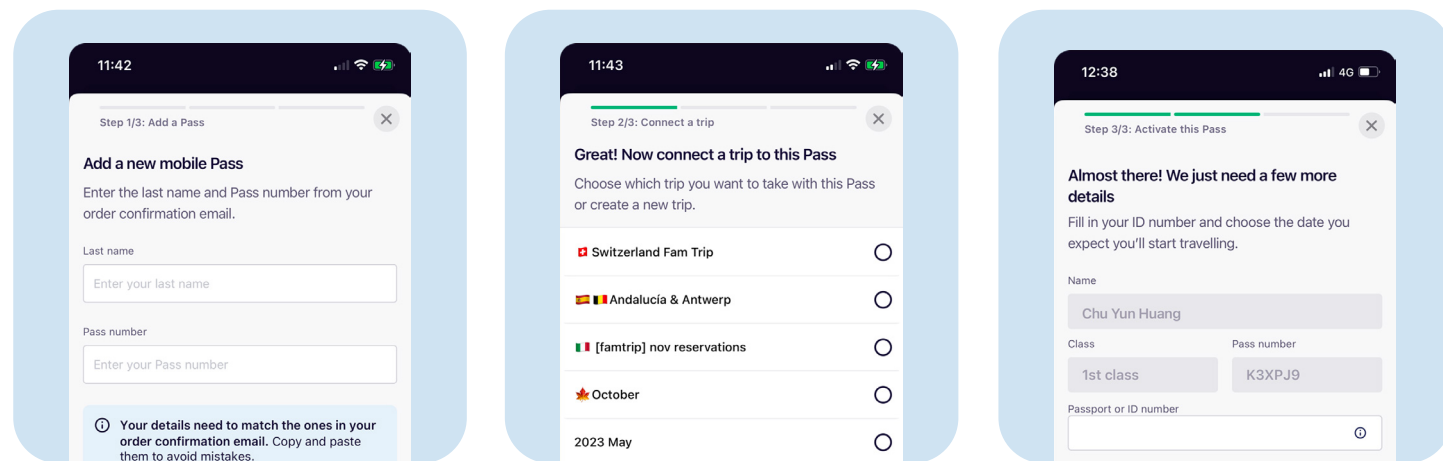 11:42
Step 1/3: Add a Pass
Add a new mobile Pass
Enter the last name and Pass number from your
order confirmation email.
Last name
Enter your last name
Pass number
Enter your Pass number
Your details need to match the ones in your
order confirmation email. Copy and paste
them to avoid mistakes.
11:43
Step 2/3: Connect a trip
Great! Now connect a trip to this Pass
Choose which trip you want to take with this Pass
or create a new trip.
Switzerland Fam Trip
Andalucía & Antwerp
[famtrip] nov reservations
October
2023 May
12:38
4G
Step 3/3: Activate this Pass
Almost there! We just need a few more
details
Fill in your ID number and choose the date you
expect you'll start travelling.
Name
Chu Yun Huang
Class
Pass number
1st class
K3XPJ9
Passport or ID number